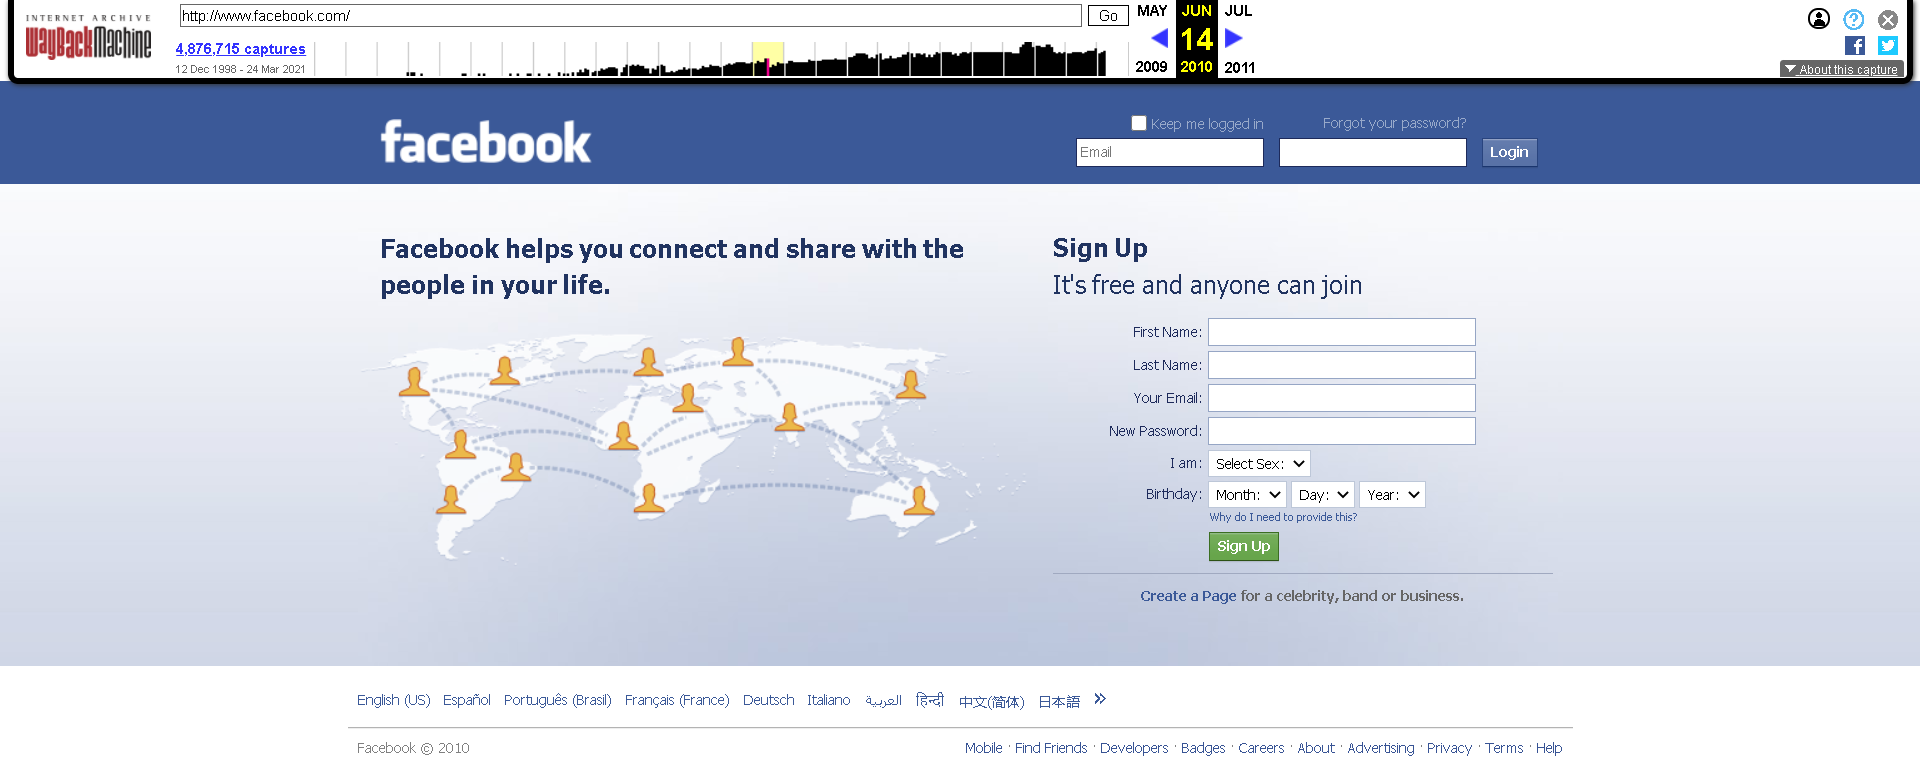 INTERNET ARCHIVE
WayBackMachine
http://www.facebook.com/
Go
4,876,715 captures
12 Dec 1998 - 24 Mar 2021
MAY JUN JUL
14
2009 2010 2011
About this capture
facebook
Keep me logged in
Forgot your password?
Email
Login
Facebook helps you connect and share with the
people in your life.
Sign Up
It's free and anyone can join
First Name:
Last Name:
Your Email:
New Password:
I am: Select Sex:
Birthday: Month: Day: Year:
Why do I need to provide this?
Sign Up
Create a Page for a celebrity, band or business.
English (US) Español Português (Brasil) Français (France) Deutsch Italiano العربية हिन्दी 中文(简体) 日本語 »
Facebook © 2010
Mobile · Find Friends · Developers · Badges · Careers · About · Advertising · Privacy · Terms · Help